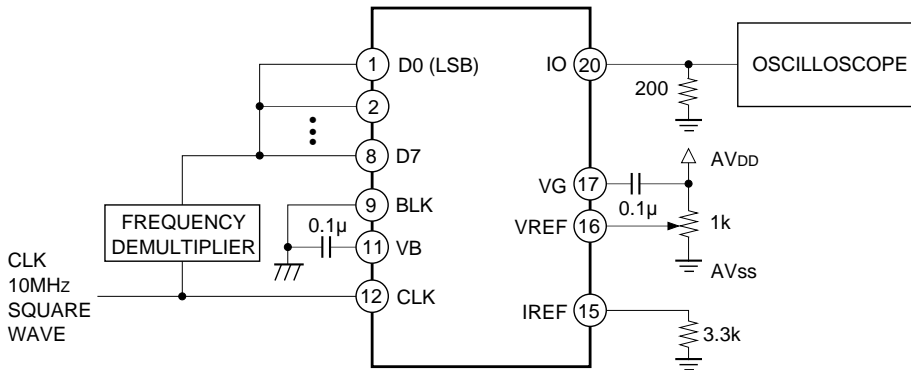 1 D0 (LSB)
2
8 D7
9 BLK
0.1μ
11 VB
12 CLK
FREQUENCY
DEMULTIPLIER
CLK
10MHz
SQUARE
WAVE
IO 20
200
OSCILLOSCOPE
AVDD
VG 17
0.1μ
VREF 16
1k
AVss
IREF 15
3.3k